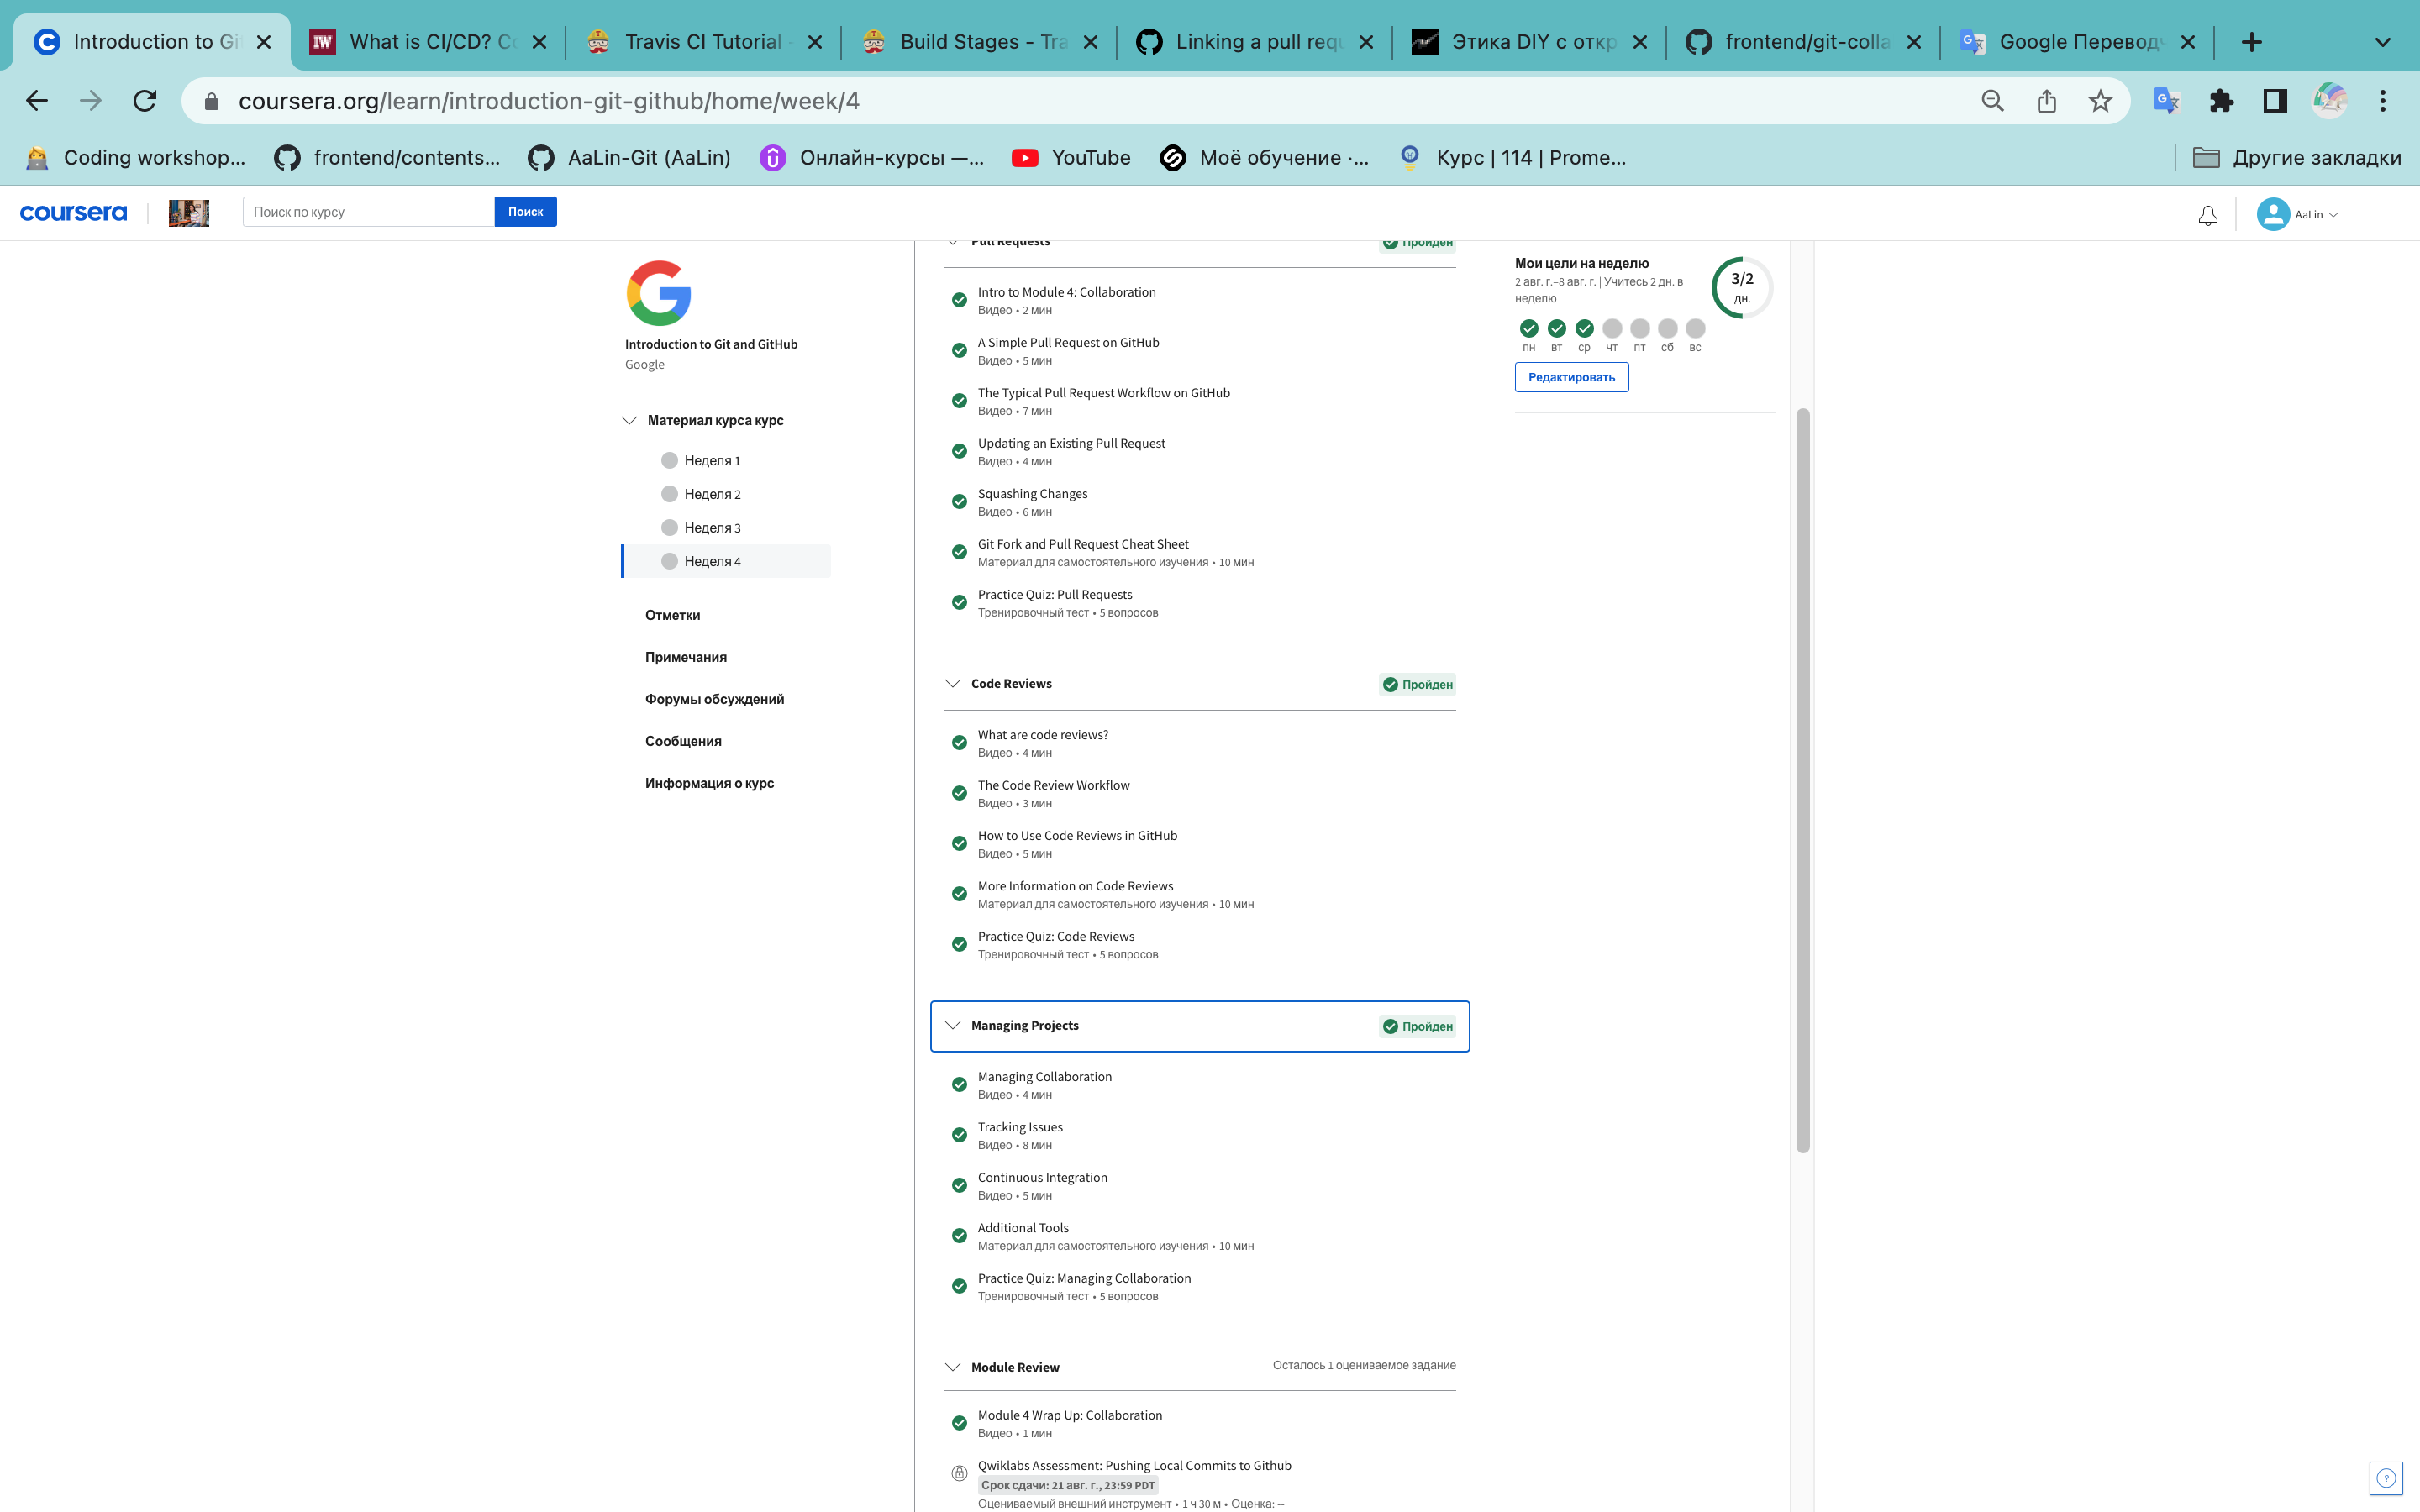 Introduction to Gi
What is CI/CD? Co
Travis CI Tutorial -
Build Stages - Tra
Linking a pull requ
Этика DIY с откр
frontend/git-colla
Google Переводч
coursera.org/learn/introduction-git-github/home/week/4
Coding workshop...
frontend/contents...
AaLin-Git (AaLin)
Онлайн-курсы —...
YouTube
Моё обучение ·...
Курс | 114 | Prome...
Другие закладки
coursera
Поиск по курсу
Поиск
AaLin
Introduction to Git and GitHub
Google
Материал курса курс
Неделя 1
Неделя 2
Неделя 3
Неделя 4
Отметки
Примечания
Форумы обсуждений
Сообщения
Информация о курс
Pull Requests
Пройден
Intro to Module 4: Collaboration
Видео • 2 мин
A Simple Pull Request on GitHub
Видео • 5 мин
The Typical Pull Request Workflow on GitHub
Видео • 7 мин
Updating an Existing Pull Request
Видео • 4 мин
Squashing Changes
Видео • 6 мин
Git Fork and Pull Request Cheat Sheet
Материал для самостоятельного изучения • 10 мин
Practice Quiz: Pull Requests
Тренировочный тест • 5 вопросов
Code Reviews
Пройден
What are code reviews?
Видео • 4 мин
The Code Review Workflow
Видео • 3 мин
How to Use Code Reviews in GitHub
Видео • 5 мин
More Information on Code Reviews
Материал для самостоятельного изучения • 10 мин
Practice Quiz: Code Reviews
Тренировочный тест • 5 вопросов
Managing Projects
Пройден
Managing Collaboration
Видео • 4 мин
Tracking Issues
Видео • 8 мин
Continuous Integration
Видео • 5 мин
Additional Tools
Материал для самостоятельного изучения • 10 мин
Practice Quiz: Managing Collaboration
Тренировочный тест • 5 вопросов
Module Review
Осталось 1 оцениваемое задание
Module 4 Wrap Up: Collaboration
Видео • 1 мин
Qwiklabs Assessment: Pushing Local Commits to Github
Срок сдачи: 21 авг. г., 23:59 PDT
Оцениваемый внешний инструмент • 1 ч 30 м • Оценка: --
Мои цели на неделю
2 авг. г.–8 авг. г. | Учитесь 2 дн. в
неделю
3/2
дн.
пн вт ср чт пт сб вс
Редактировать